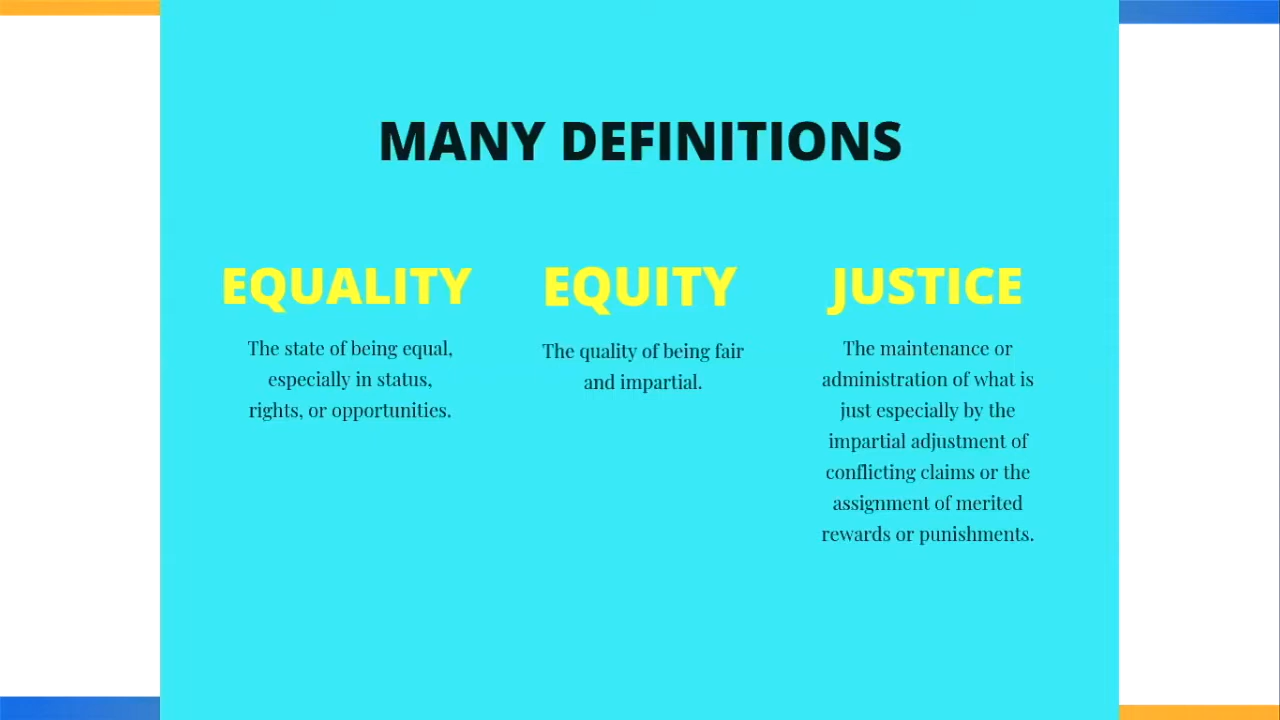 MANY DEFINITIONS
EQUALITY
The state of being equal,
especially in status,
rights, or opportunities.
EQUITY
The quality of being fair
and impartial.
JUSTICE
The maintenance or
administration of what is
just especially by the
impartial adjustment of
conflicting claims or the
assignment of merited
rewards or punishments.